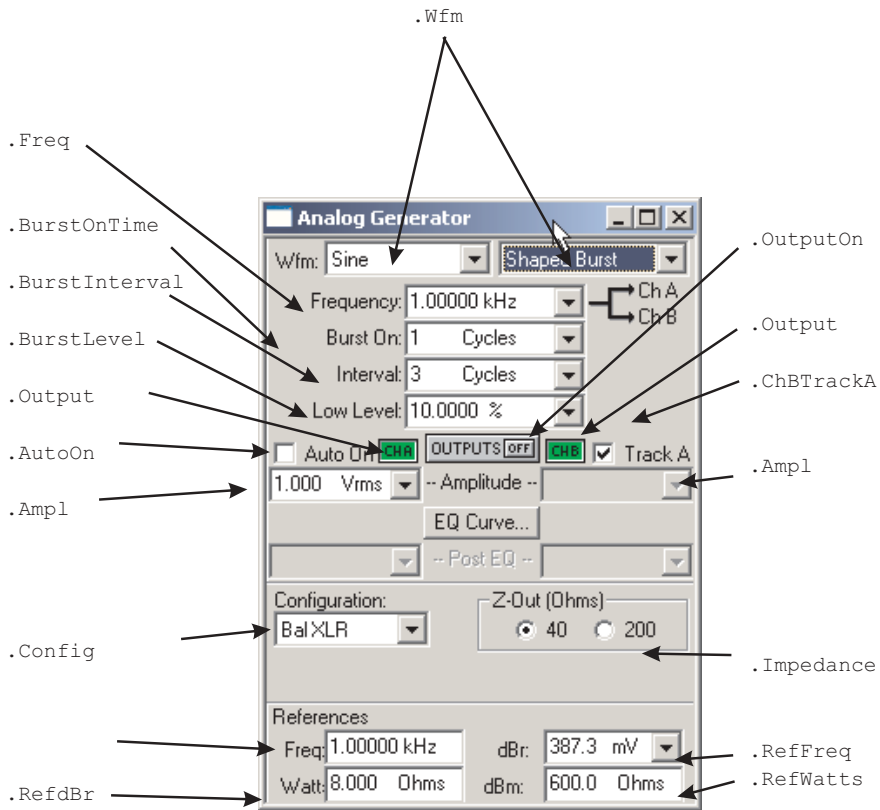 .Wfm
.Freq
.BurstOnTime
.BurstInterval
.BurstLevel
.Output
.AutoOn
.Ampl
.Config
.RefdBr
Analog Generator
Wfm: Sine Shaped Burst
Frequency: 1.00000 kHz
Ch A
Ch B
Burst On: 1 Cycles
Interval: 3 Cycles
Low Level: 10.0000 %
Auto On CHA OUTPUTS OFF CHB Track A
1.000 Vrms -- Amplitude --
EQ Curve...
-- Post EQ --
Configuration:
Bal XLR
Z-Out (Ohms)
40 200
References
Freq: 1.00000 kHz dBr: 387.3 mV
Watt: 8.000 Ohms dBm: 600.0 Ohms
.OutputOn
.Output
.ChBTrackA
.Ampl
.Impedance
.RefFreq
.RefWatts